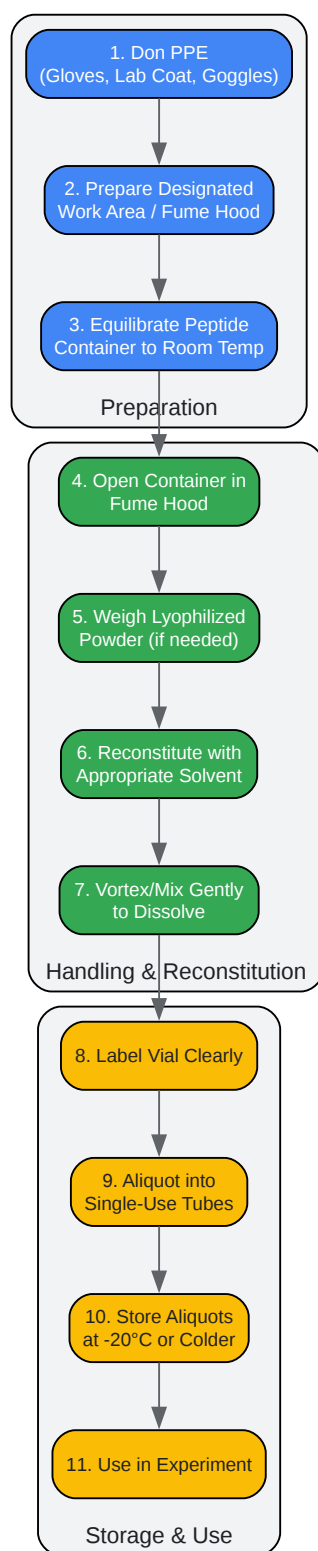 1. Don PPE
(Gloves, Lab Coat, Goggles)
2. Prepare Designated
Work Area / Fume Hood
3. Equilibrate Peptide
Container to Room Temp
Preparation
4. Open Container in
Fume Hood
5. Weigh Lyophilized
Powder (if needed)
6. Reconstitute with
Appropriate Solvent
7. Vortex/Mix Gently
to Dissolve
Handling & Reconstitution
8. Label Vial Clearly
9. Aliquot into
Single-Use Tubes
10. Store Aliquots
at -20°C or Colder
11. Use in Experiment
Storage & Use